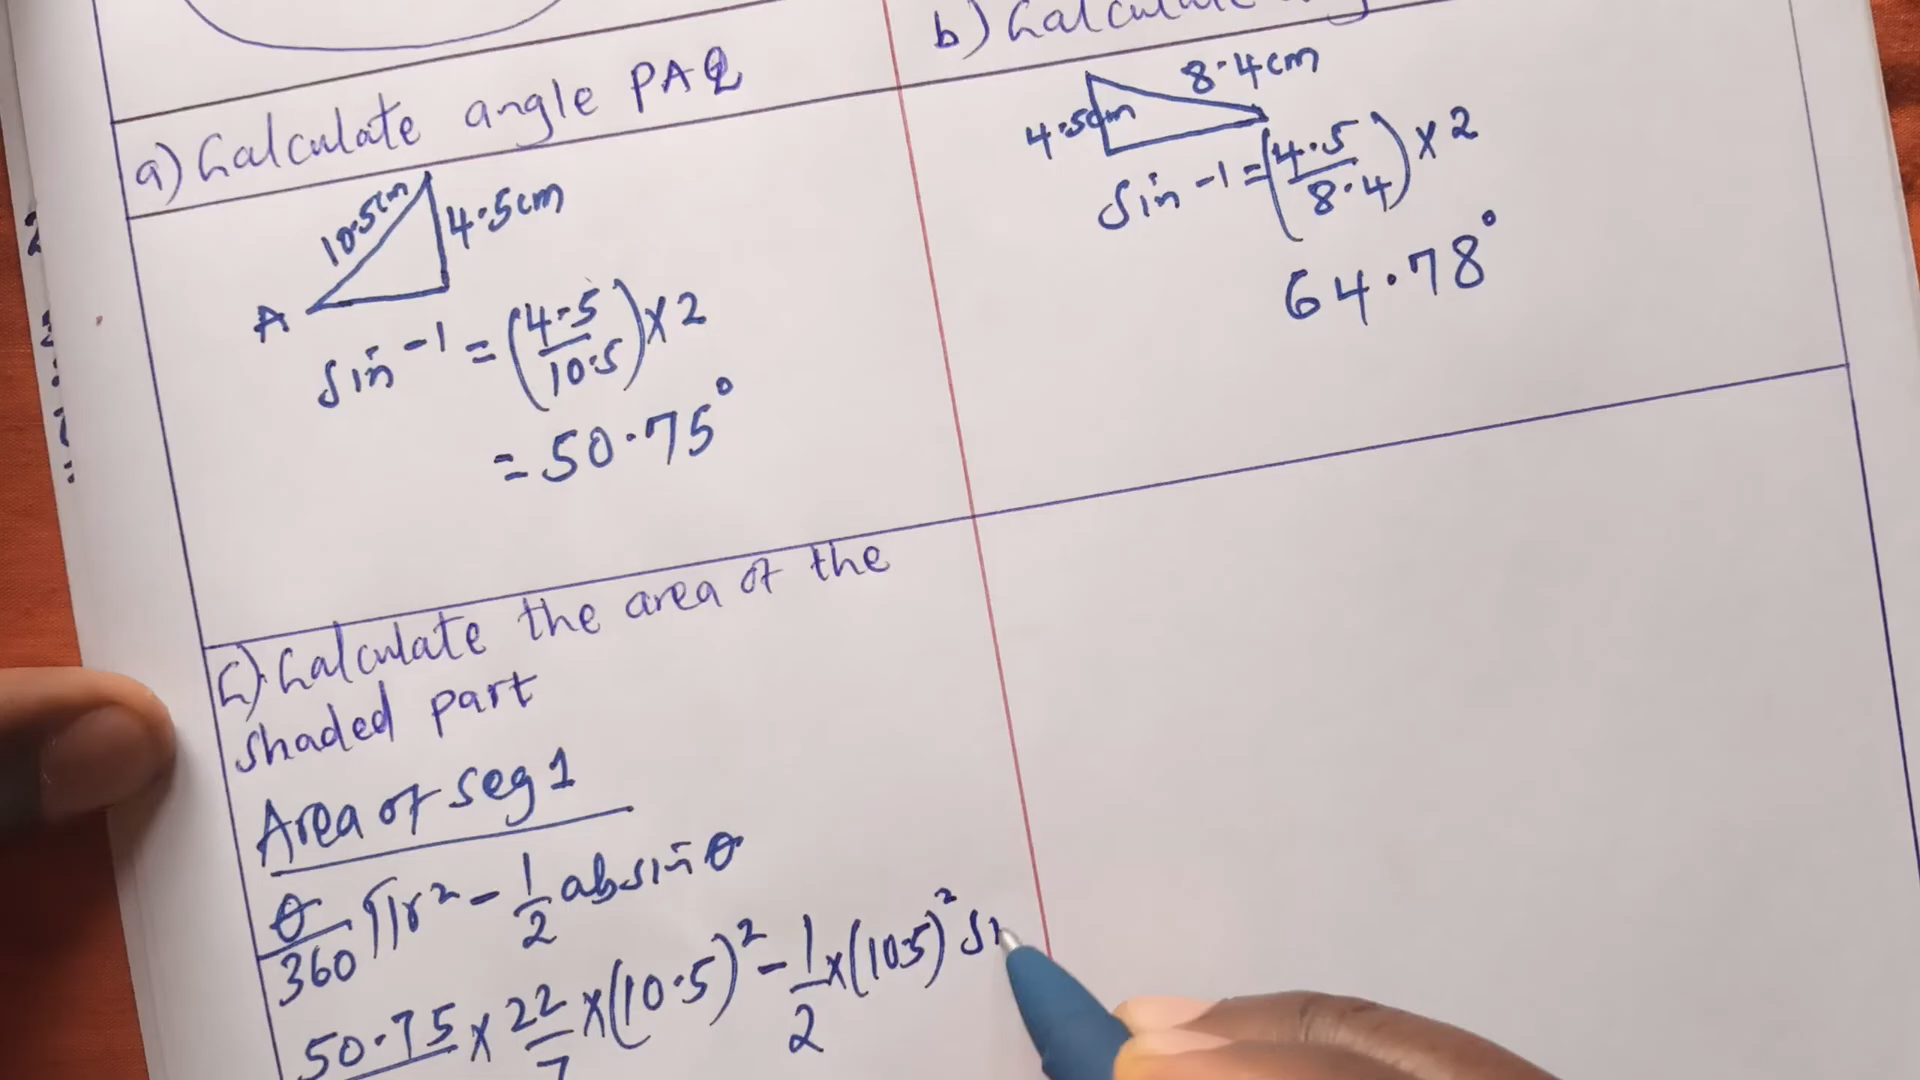 b) Calculate
a) Calculate angle PAQ
10.5cm
4.5cm
A
sin⁻¹ = (4.5/10.5) x 2
= 50.75°
8.4cm
4.5cm
sin⁻¹ = (4.5/8.4) x 2
64.78°
c) Calculate the area of the
shaded part
Area of seg 1
θ/360 πr² - 1/2 ab sin θ
50.75 x 22/7 x (10.5)² - 1/2 x (10.5)² si